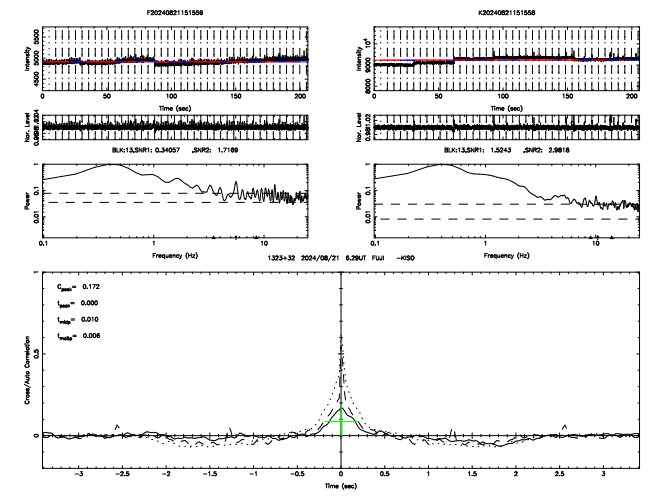 F20240821151559
K20240821151558
Intensity
5500
5000
4500
0 50 100 150 200
Time (sec)
Intensity
10⁴
9000
8000
0 50 100 150 200
Time (sec)
Nor. Level
Nor. Level
BLK:13,SNR1: 0.34057 ,SNR2: 1.7169
BLK:13,SNR1: 1.5243 ,SNR2: 2.9818
Power
1
0.1
0.01
0.1 1 10
Frequency (Hz)
Power
1
0.1
0.01
0.1 1 10
Frequency (Hz)
1323+32 2024/08/21 6.29UT FUJI -KISO
Cross/Auto Correlation
1
0.5
0
C_peak= 0.172
t_peak= 0.000
t_midp= 0.010
−3 −2 −1 0 1 2 3
−2.5 −1.5 −0.5 0.5 1.5 2.5
Time (sec)